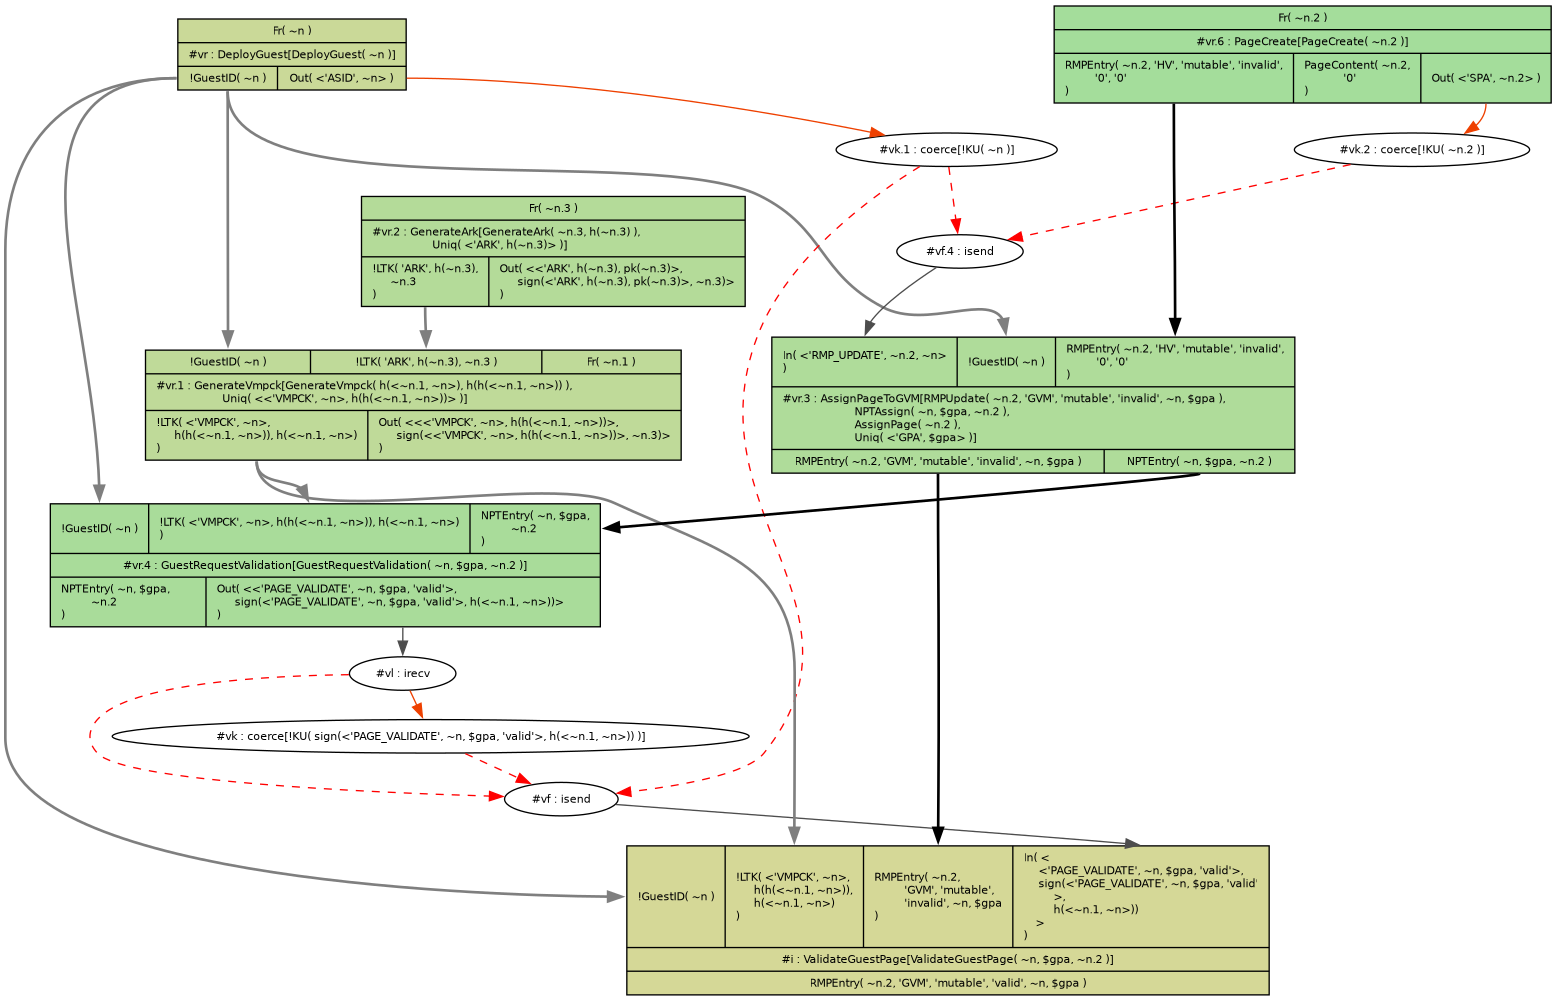 Fr( ~n )
#vr : DeployGuest[DeployGuest( ~n )]
!GuestID( ~n )
Out( <'ASID', ~n> )
Fr( ~n.2 )
#vr.6 : PageCreate[PageCreate( ~n.2 )]
RMPEntry( ~n.2, 'HV', 'mutable', 'invalid',
'0', '0'
)
PageContent( ~n.2,
'0'
)
Out( <'SPA', ~n.2> )
#vk.1 : coerce[!KU( ~n )]
#vk.2 : coerce[!KU( ~n.2 )]
Fr( ~n.3 )
#vr.2 : GenerateArk[GenerateArk( ~n.3, h(~n.3) ),
Uniq( <'ARK', h(~n.3)> )]
!LTK( 'ARK', h(~n.3),
~n.3
)
Out( <<'ARK', h(~n.3), pk(~n.3)>,
sign(<'ARK', h(~n.3), pk(~n.3)>, ~n.3)>
)
#vf.4 : isend
!GuestID( ~n )
!LTK( 'ARK', h(~n.3), ~n.3 )
Fr( ~n.1 )
#vr.1 : GenerateVmpck[GenerateVmpck( h(<~n.1, ~n>), h(h(<~n.1, ~n>)) ),
Uniq( <<'VMPCK', ~n>, h(h(<~n.1, ~n>))> )]
!LTK( <'VMPCK', ~n>,
h(h(<~n.1, ~n>)), h(<~n.1, ~n>)
)
Out( <<<'VMPCK', ~n>, h(h(<~n.1, ~n>))>,
sign(<<'VMPCK', ~n>, h(h(<~n.1, ~n>))>, ~n.3)>
)
In( <'RMP_UPDATE', ~n.2, ~n>
)
!GuestID( ~n )
RMPEntry( ~n.2, 'HV', 'mutable', 'invalid',
'0', '0'
)
#vr.3 : AssignPageToGVM[RMPUpdate( ~n.2, 'GVM', 'mutable', 'invalid', ~n, $gpa ),
NPTAssign( ~n, $gpa, ~n.2 ),
AssignPage( ~n.2 ),
Uniq( <'GPA', $gpa> )]
RMPEntry( ~n.2, 'GVM', 'mutable', 'invalid', ~n, $gpa )
NPTEntry( ~n, $gpa, ~n.2 )
!GuestID( ~n )
!LTK( <'VMPCK', ~n>, h(h(<~n.1, ~n>)), h(<~n.1, ~n>)
)
NPTEntry( ~n, $gpa,
~n.2
)
#vr.4 : GuestRequestValidation[GuestRequestValidation( ~n, $gpa, ~n.2 )]
NPTEntry( ~n, $gpa,
~n.2
)
Out( <<'PAGE_VALIDATE', ~n, $gpa, 'valid'>,
sign(<'PAGE_VALIDATE', ~n, $gpa, 'valid'>, h(<~n.1, ~n>))>
)
#vl : irecv
#vk : coerce[!KU( sign(<'PAGE_VALIDATE', ~n, $gpa, 'valid'>, h(<~n.1, ~n>)) )]
#vf : isend
!GuestID( ~n )
!LTK( <'VMPCK', ~n>,
h(h(<~n.1, ~n>)),
h(<~n.1, ~n>)
)
RMPEntry( ~n.2,
'GVM', 'mutable',
'invalid', ~n, $gpa
)
In( <
<'PAGE_VALIDATE', ~n, $gpa, 'valid'>,
sign(<'PAGE_VALIDATE', ~n, $gpa, 'valid'
>,
h(<~n.1, ~n>))
>
)
#i : ValidateGuestPage[ValidateGuestPage( ~n, $gpa, ~n.2 )]
RMPEntry( ~n.2, 'GVM', 'mutable', 'valid', ~n, $gpa )